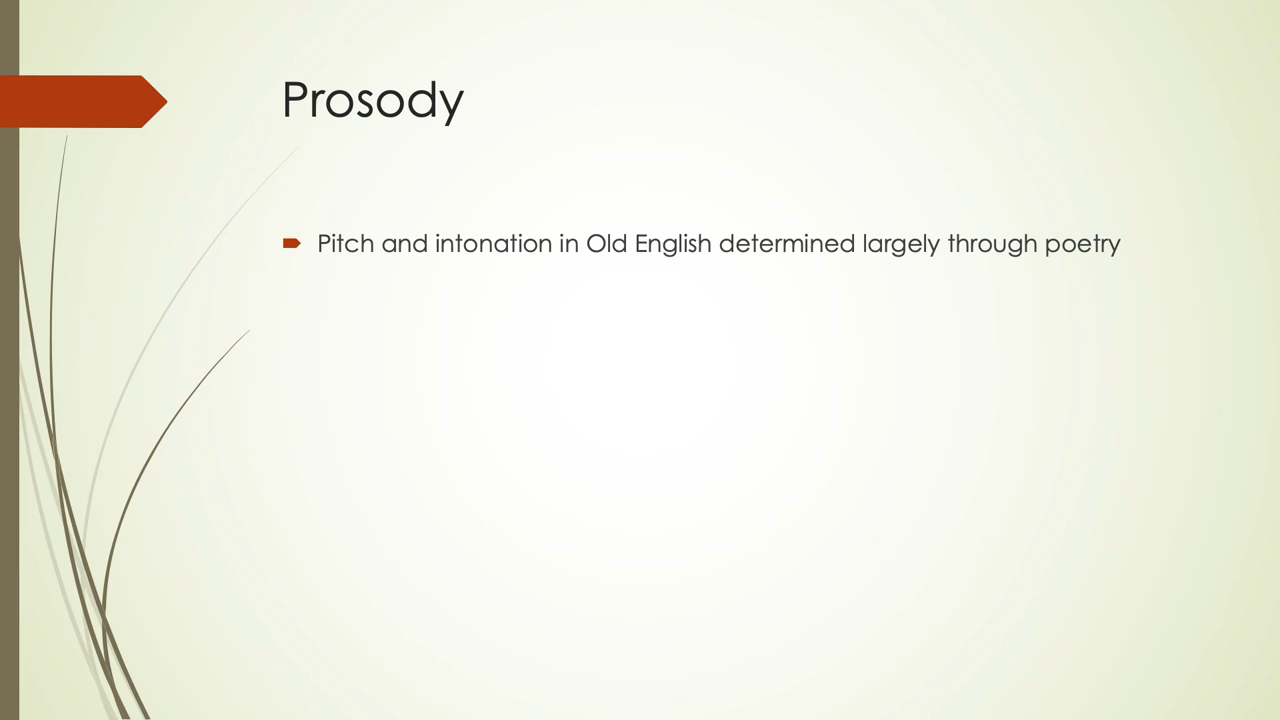 Prosody
Pitch and intonation in Old English determined largely through poetry